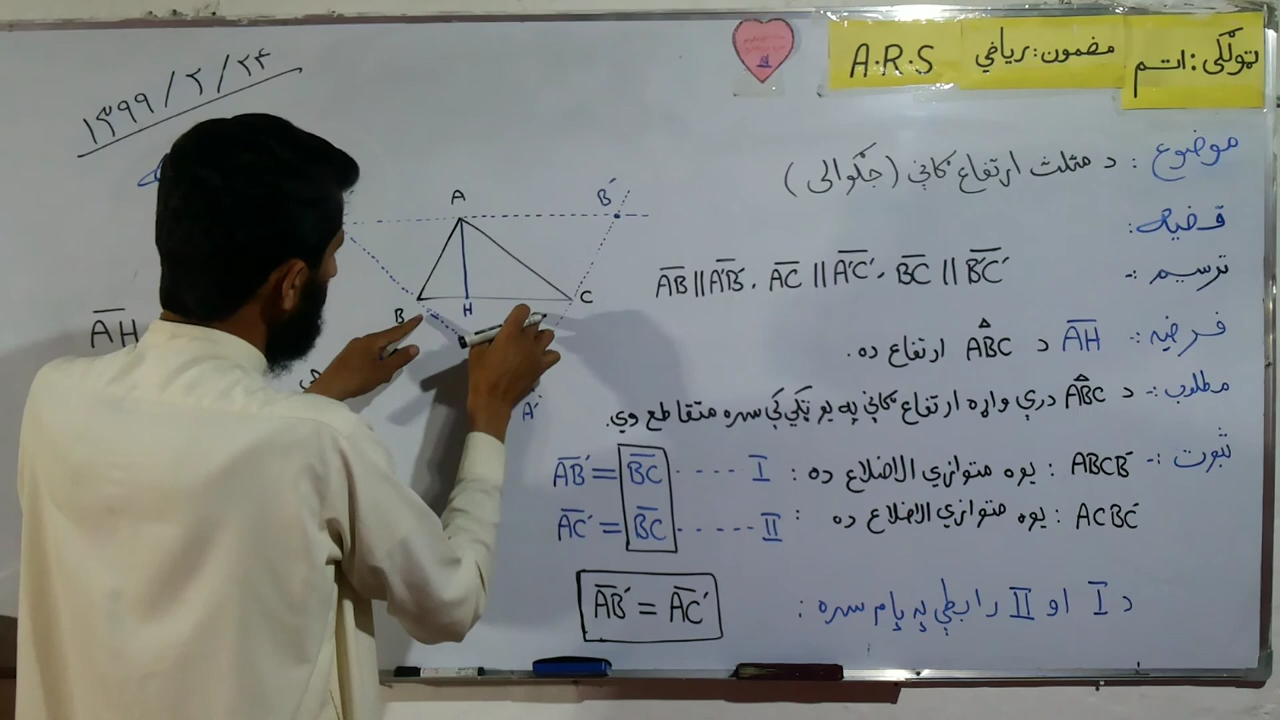 ټولګی: اتم
مضمون: ریاضي
A.R.S
۱۳۹۹/۲/۲۴
موضوع: د مثلث ارتفاع ګانې (جګوالی)
قضیه:
ترسیم :- AB || A'B' . AC || A'C' . BC || B'C'
فرضیه :- AH د ABC ارتفاع ده.
مطلوب :- د ABC درې واړه ارتفاع ګانې په یو ټکي کې سره متقاطع وي.
ثبوت :- ABCB' : یوه متوازي الاضلاع ده : I ---- AB' = BC
ACBC' : یوه متوازي الاضلاع ده : II ------ AC' = BC
د I او II رابطې په پام سره : AB' = AC'
A
B'
B
H
C
A'
AH